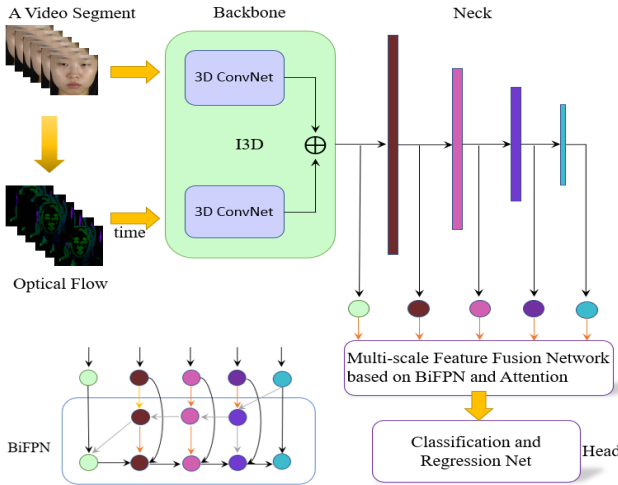 A Video Segment
Backbone
Neck
3D ConvNet
I3D
3D ConvNet
time
Optical Flow
Multi-scale Feature Fusion Network
based on BiFPN and Attention
BiFPN
Classification and
Regression Net
Head